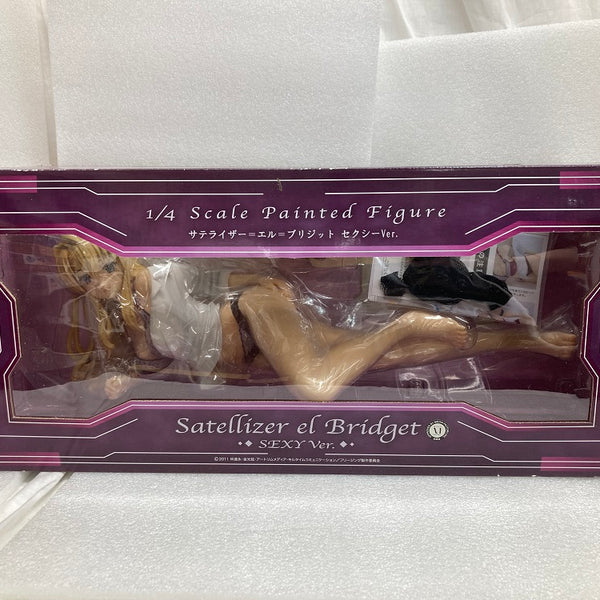 1/4 Scale Painted Figure
サテライザー=エル=ブリジット セクシーVer.
Satellizer el Bridget
SEXY Ver.